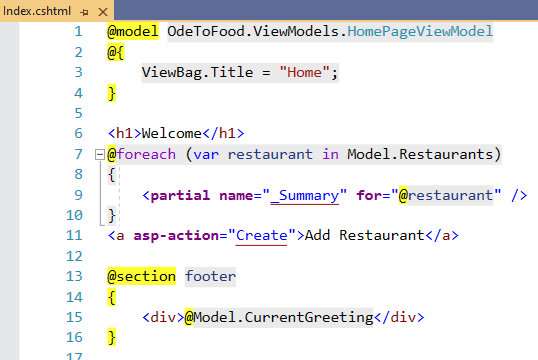 Index.cshtml
1 @model OdeToFood.ViewModels.HomePageViewModel
2 @{
3     ViewBag.Title = "Home";
4 }
5
6 <h1>Welcome</h1>
7 @foreach (var restaurant in Model.Restaurants)
8 {
9     <partial name="_Summary" for="@restaurant" />
10 }
11 <a asp-action="Create">Add Restaurant</a>
12
13 @section footer
14 {
15     <div>@Model.CurrentGreeting</div>
16 }
17